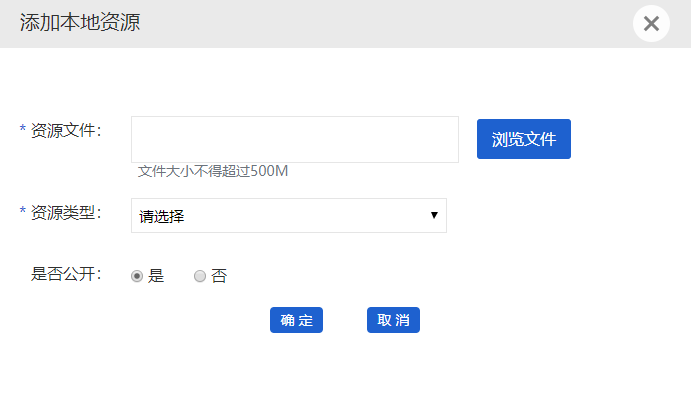 添加本地资源
* 资源文件: 浏览文件
文件大小不得超过500M
* 资源类型: 请选择
是否公开: 是 否
确 定 取 消